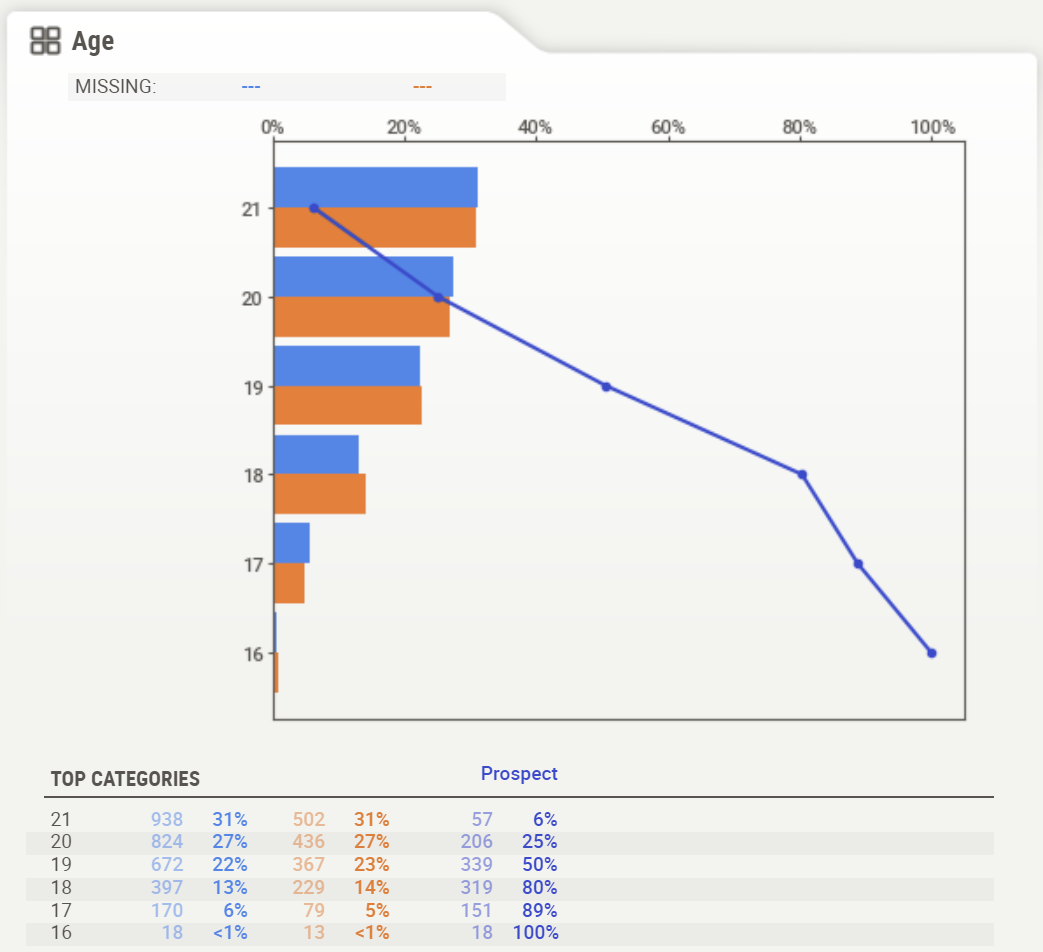 Age
MISSING: --- ---
0% 20% 40% 60% 80% 100%
21
20
19
18
17
16
TOP CATEGORIES Prospect
21 938 31% 502 31% 57 6%
20 824 27% 436 27% 206 25%
19 672 22% 367 23% 339 50%
18 397 13% 229 14% 319 80%
17 170 6% 79 5% 151 89%
16 18 <1% 13 <1% 18 100%